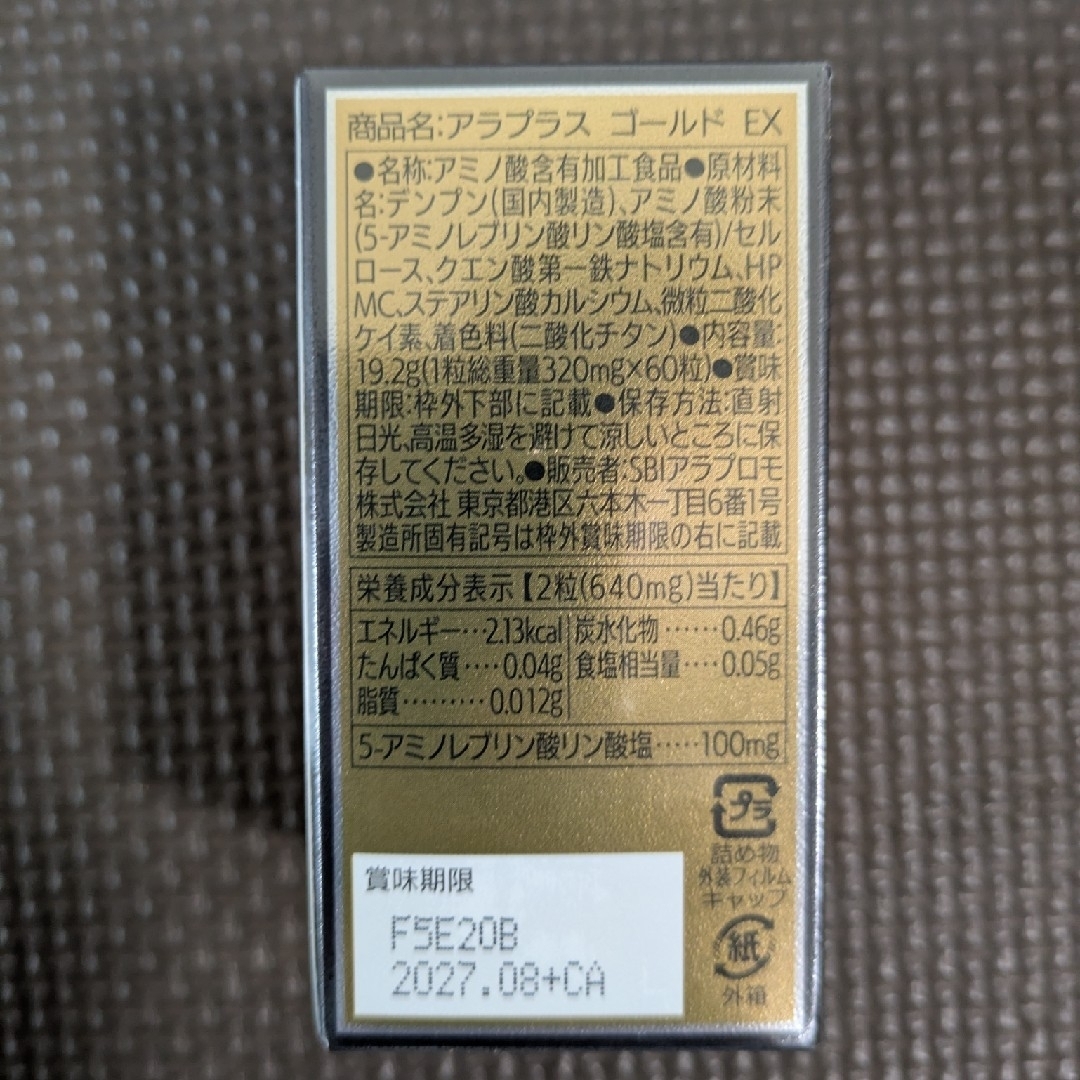 商品名:アラプラス ゴールド EX
●名称:アミノ酸含有加工食品●原材料
名:デンプン(国内製造)、アミノ酸粉末
(5-アミノレブリン酸リン酸塩含有)/セル
ロース、クエン酸第一鉄ナトリウム、HP
MC、ステアリン酸カルシウム、微粒二酸化
ケイ素、着色料(二酸化チタン)●内容量:
19.2g(1粒総重量320mg×60粒)●賞味
期限:枠外下部に記載●保存方法:直射
日光、高温多湿を避けて涼しいところに保
存してください。●販売者:SBIアラプロモ
株式会社 東京都港区六本木一丁目6番1号
製造所固有記号は枠外賞味期限の右に記載
栄養成分表示【2粒(640mg)当たり】
エネルギー…2.13kcal 炭水化物……0.46g
たんぱく質‥‥0.04g 食塩相当量‥‥0.05g
脂質………0.012g
5-アミノレブリン酸リン酸塩‥‥‥100mg
プラ
詰め物
外装フィルム
キャップ
紙
外箱
賞味期限
F5E20B
2027.08+CA